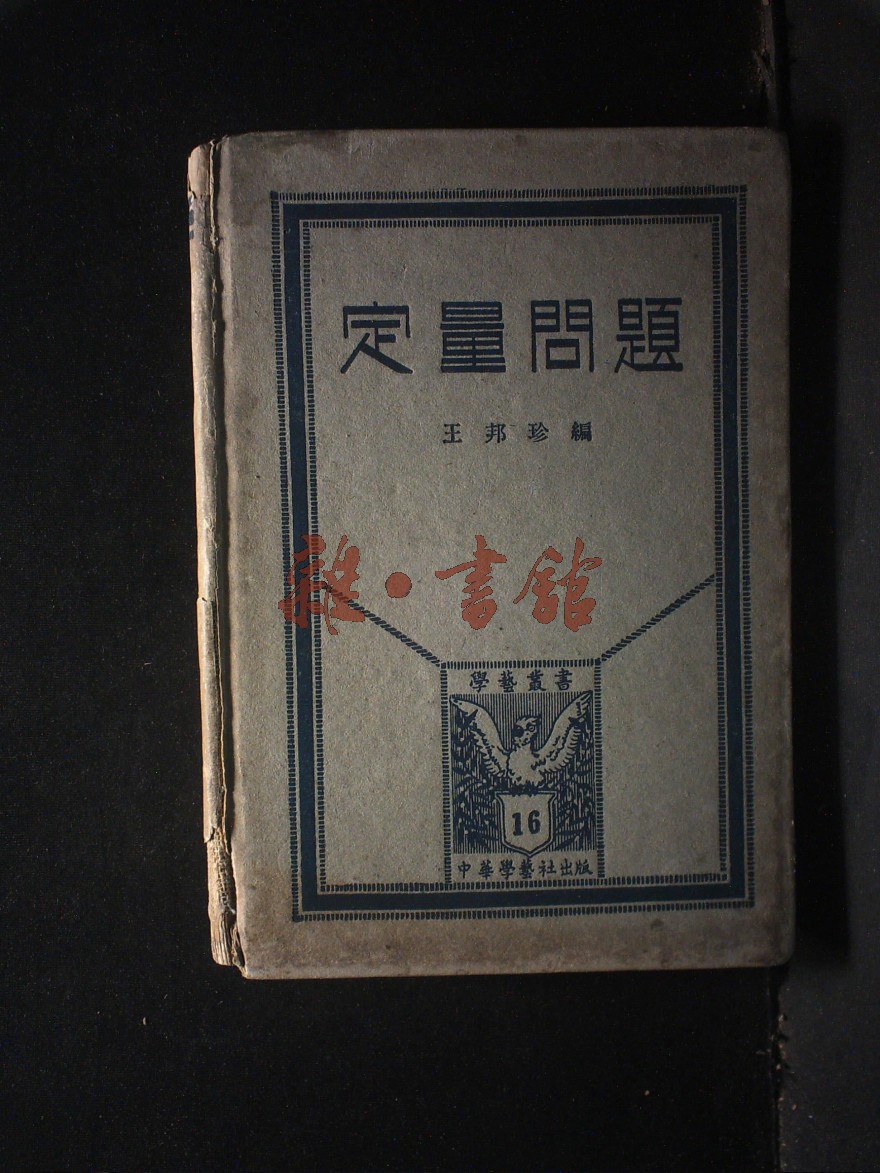 定量問題
王邦珍編
雜·書館
學藝叢書
16
中華學藝社出版